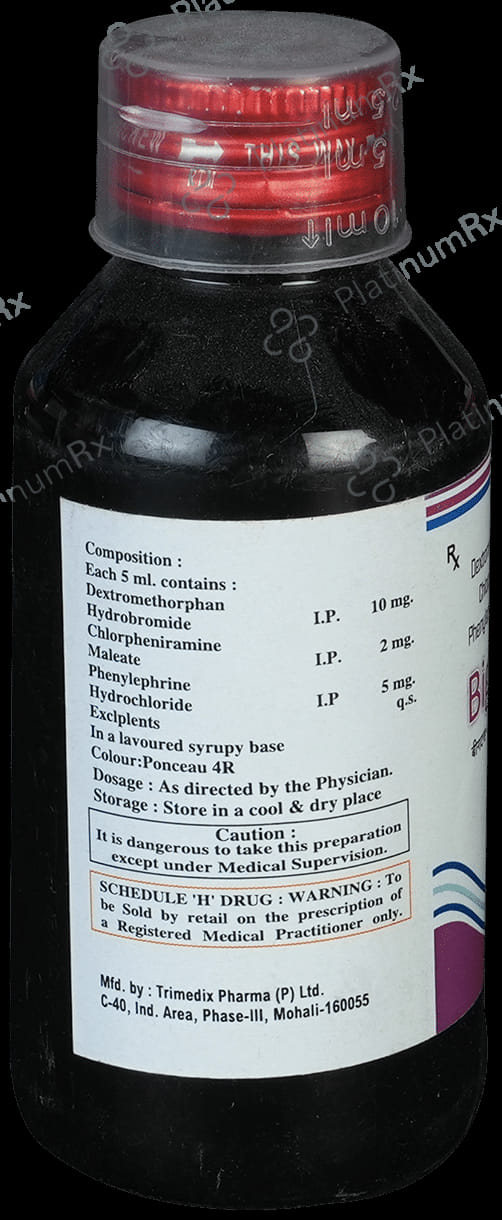 THIS W
5ml
10 ml↑
PlatinumRx
Composition :
Each 5 ml. contains :
Dextromethorphan
Hydrobromide I.P. 10 mg.
Chlorpheniramine
Maleate I.P. 2 mg.
Phenylephrine
Hydrochloride I.P 5 mg.
Exclpients q.s.
In a lavoured syrupy base
Colour:Ponceau 4R
Dosage : As directed by the Physician.
Storage : Store in a cool & dry place
Caution :
It is dangerous to take this preparation
except under Medical Supervision.
SCHEDULE 'H' DRUG : WARNING : To
be Sold by retail on the prescription of
a Registered Medical Practitioner only.
Mfd. by : Trimedix Pharma (P) Ltd.
C-40, Ind. Area, Phase-III, Mohali-160055
Rx